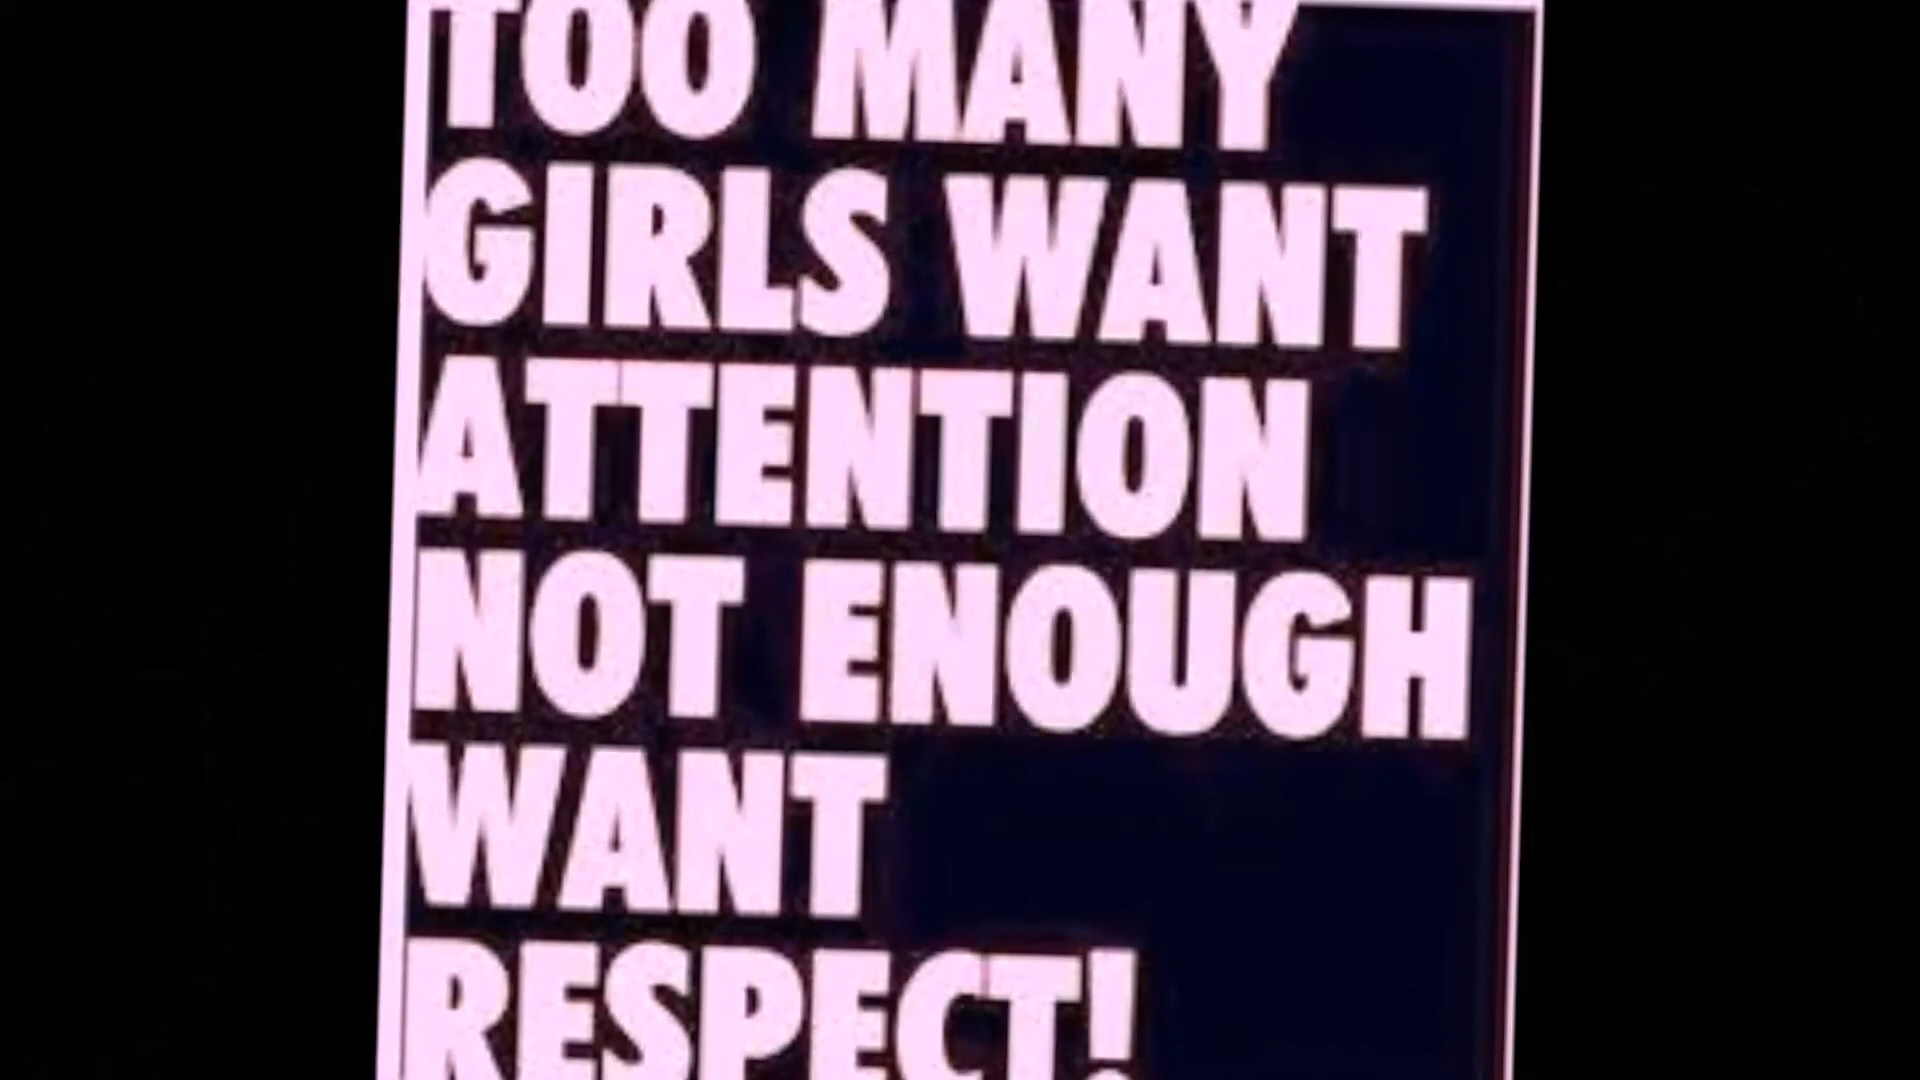 TOO MANY
GIRLS WANT
ATTENTION
NOT ENOUGH
WANT
RESPECT!